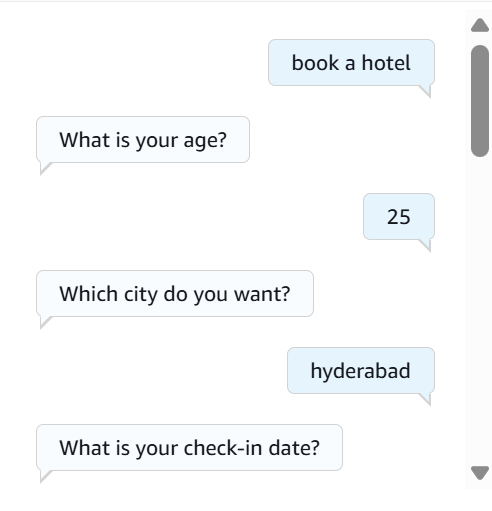 book a hotel
What is your age?
25
Which city do you want?
hyderabad
What is your check-in date?